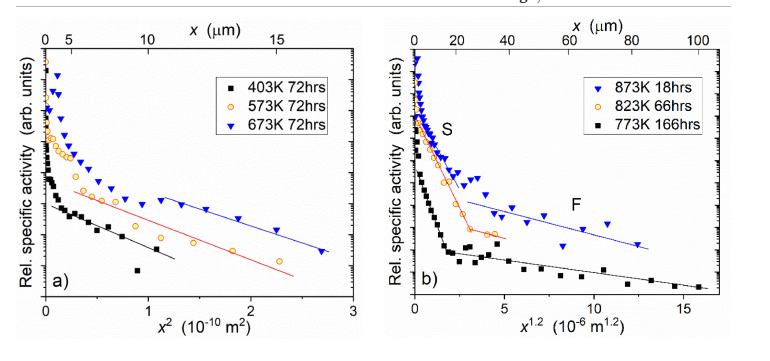 x (μm)
0 5 10 15
Rel. specific activity (arb. units)
403K 72hrs
573K 72hrs
673K 72hrs
a)
0 1 2 3
x² (10⁻¹⁰ m²)
x (μm)
0 20 40 60 80 100
Rel. specific activity (arb. units)
873K 18hrs
823K 66hrs
773K 166hrs
S
F
b)
0 5 10 15
x¹·² (10⁻⁶ m¹·²)